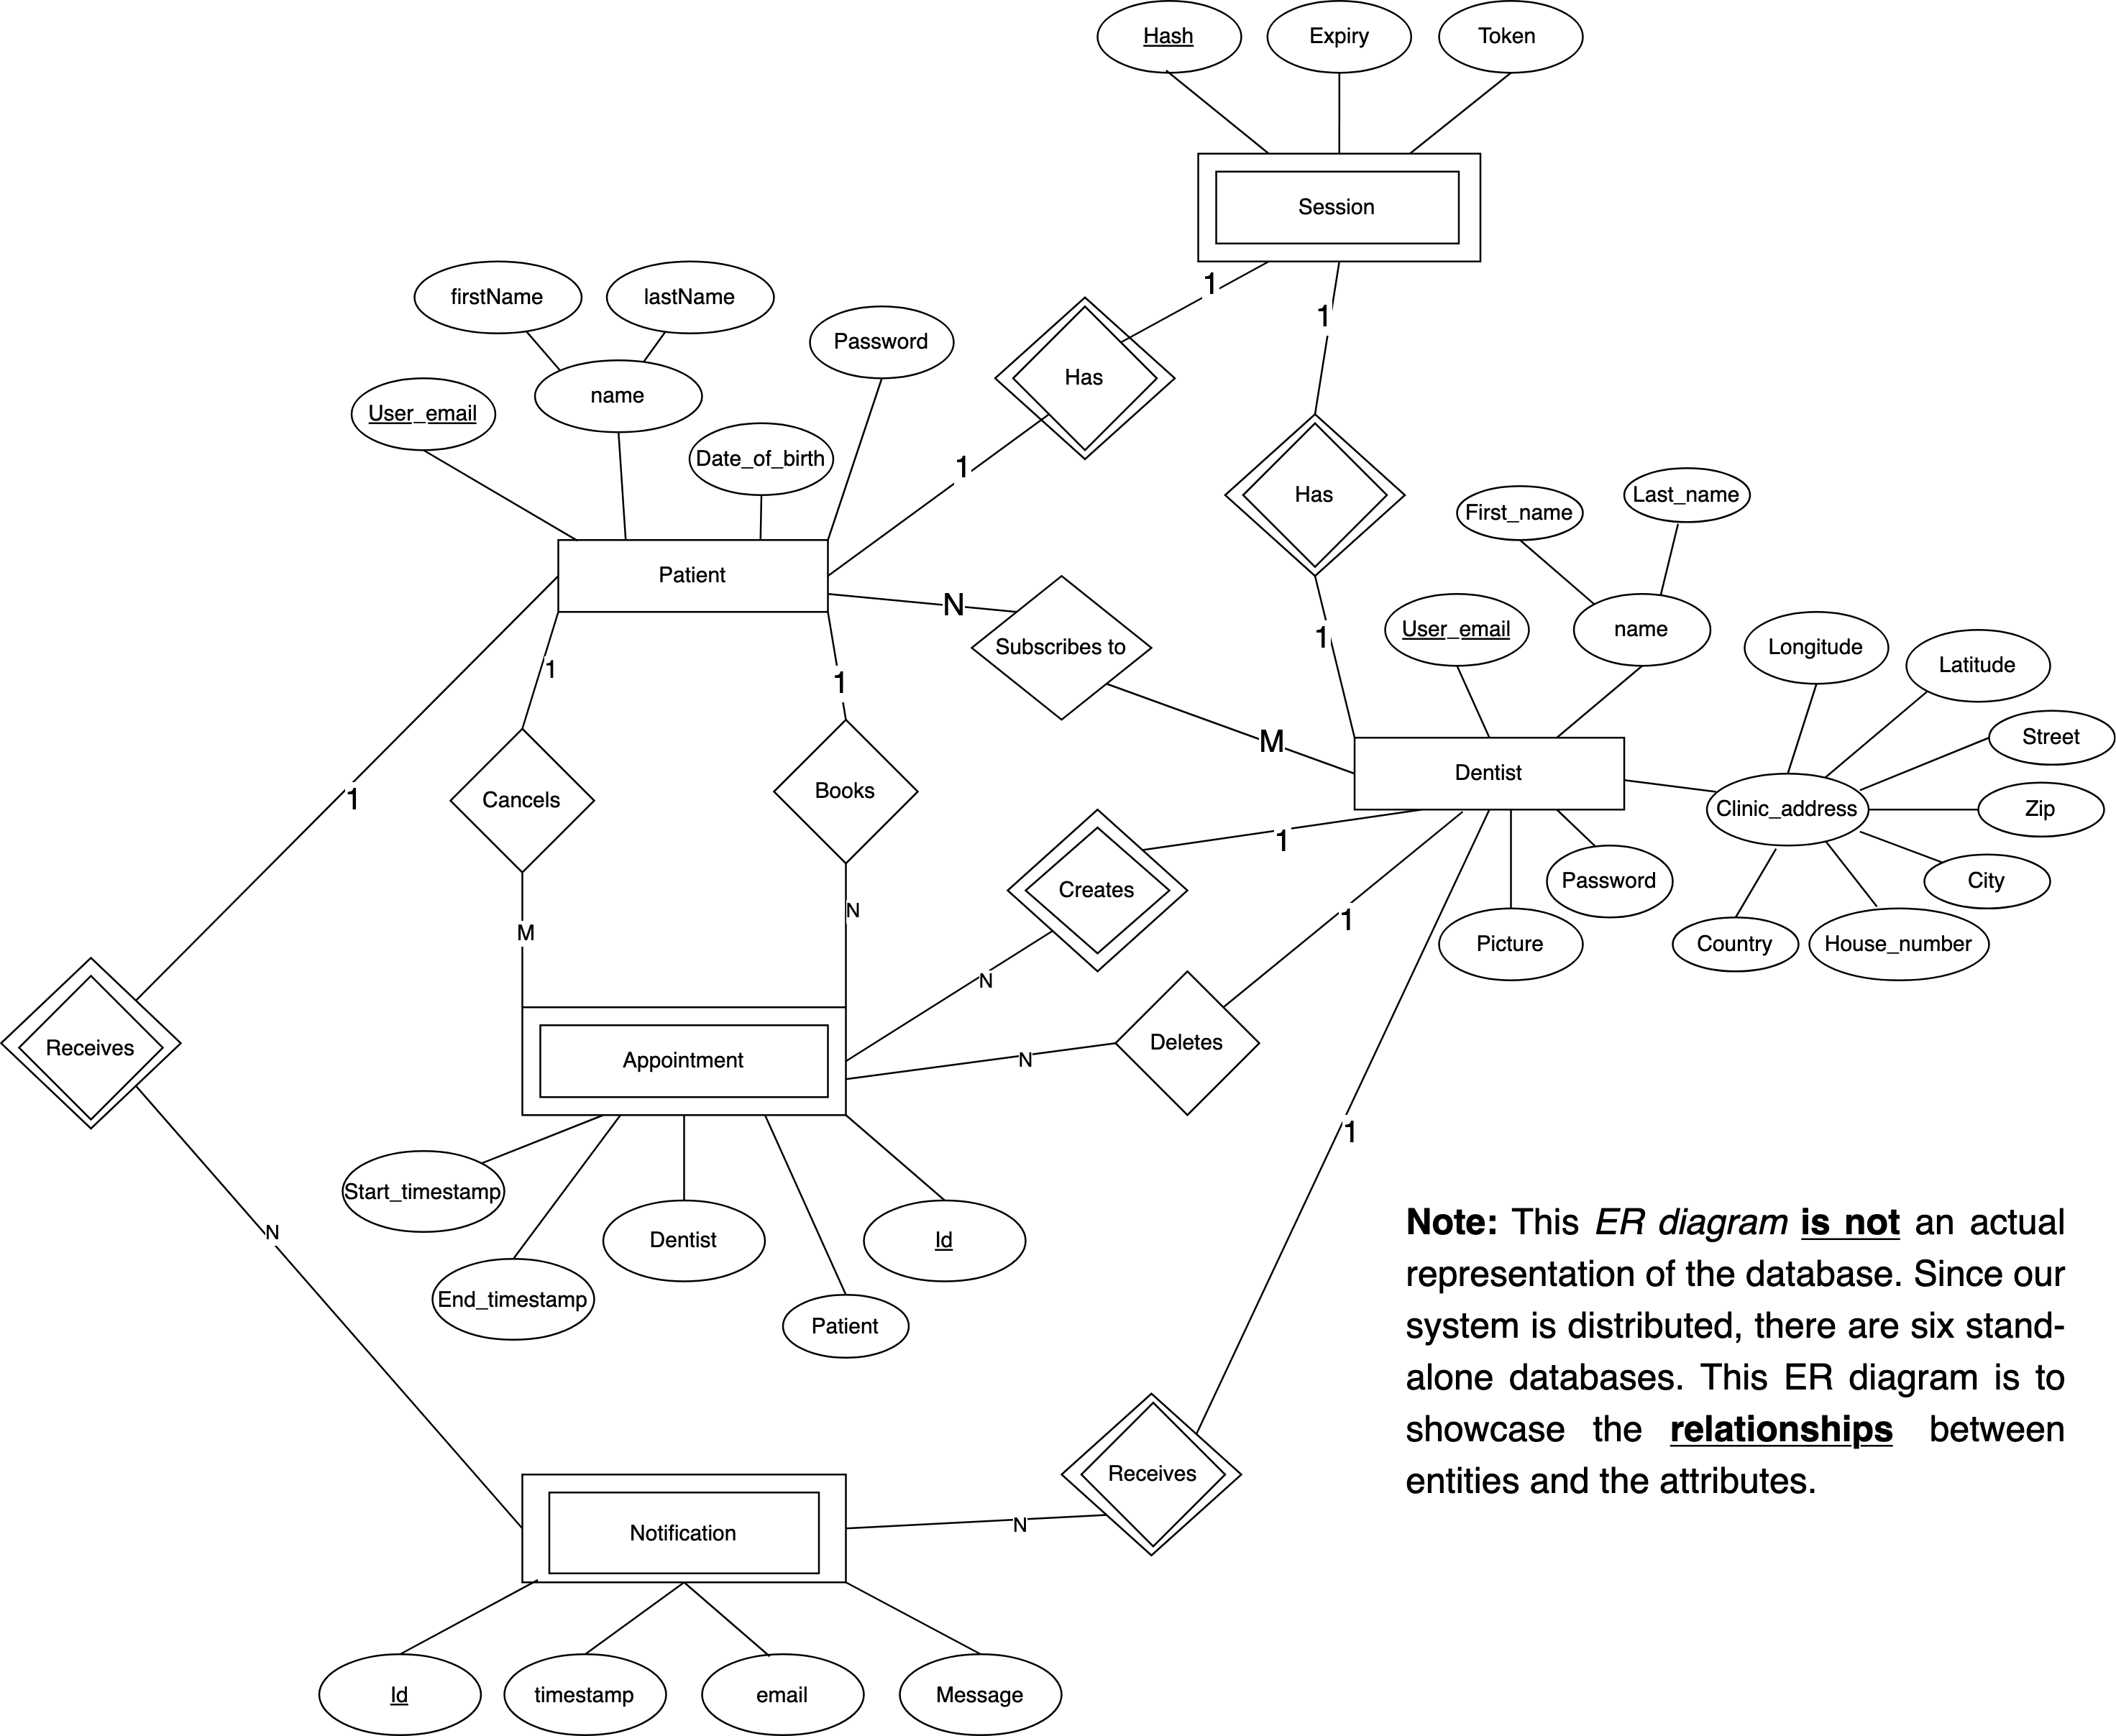 Hash
Expiry
Token
Session
1
1
firstName
lastName
Password
Has
name
User_email
Date_of_birth
1
Has
Last_name
First_name
Patient
N
Subscribes to
1
User_email
name
Longitude
Latitude
1
1
M
Street
Dentist
Cancels
Books
1
Clinic_address
Zip
1
Creates
Password
City
N
M
1
Picture
Country
House_number
N
Receives
Appointment
N
Deletes
1
Start_timestamp
Dentist
Id
N
End_timestamp
Patient
Note: This ER diagram is not an actual
representation of the database. Since our
system is distributed, there are six stand-
alone databases. This ER diagram is to
showcase the relationships between
entities and the attributes.
Receives
Notification
N
Id
timestamp
email
Message